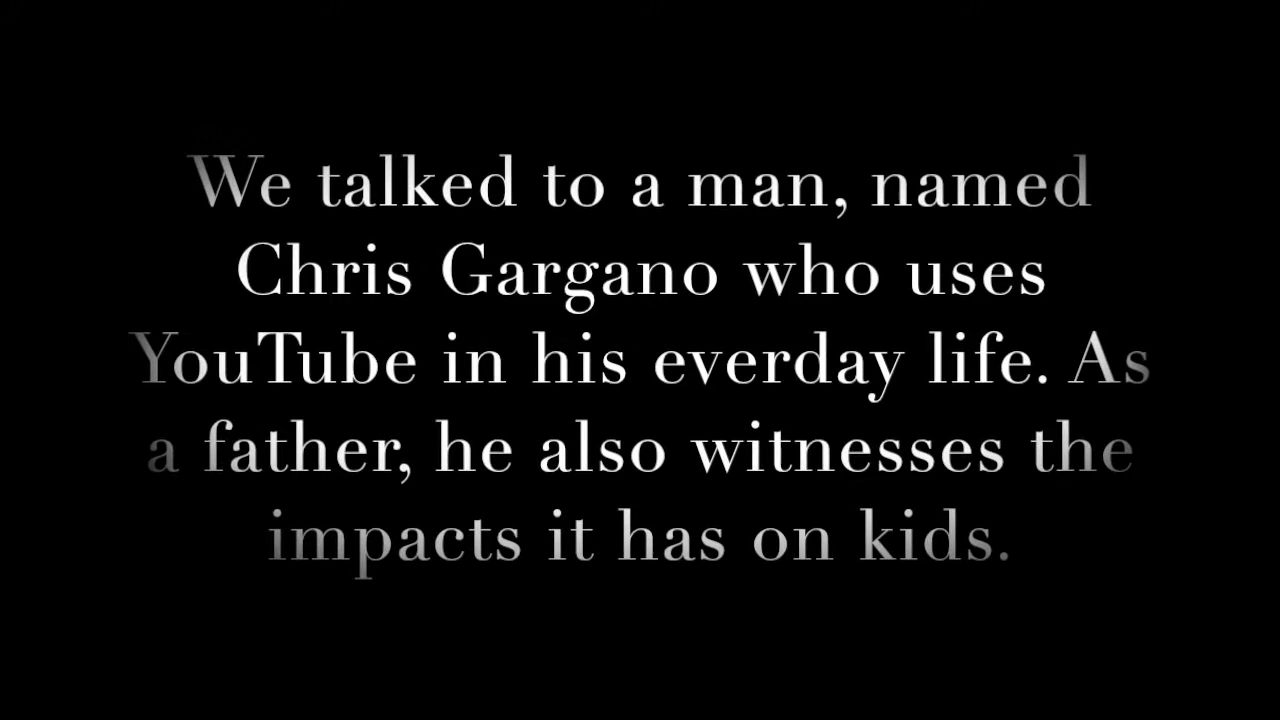 We talked to a man, named
Chris Gargano who uses
YouTube in his everday life. As
a father, he also witnesses the
impacts it has on kids.